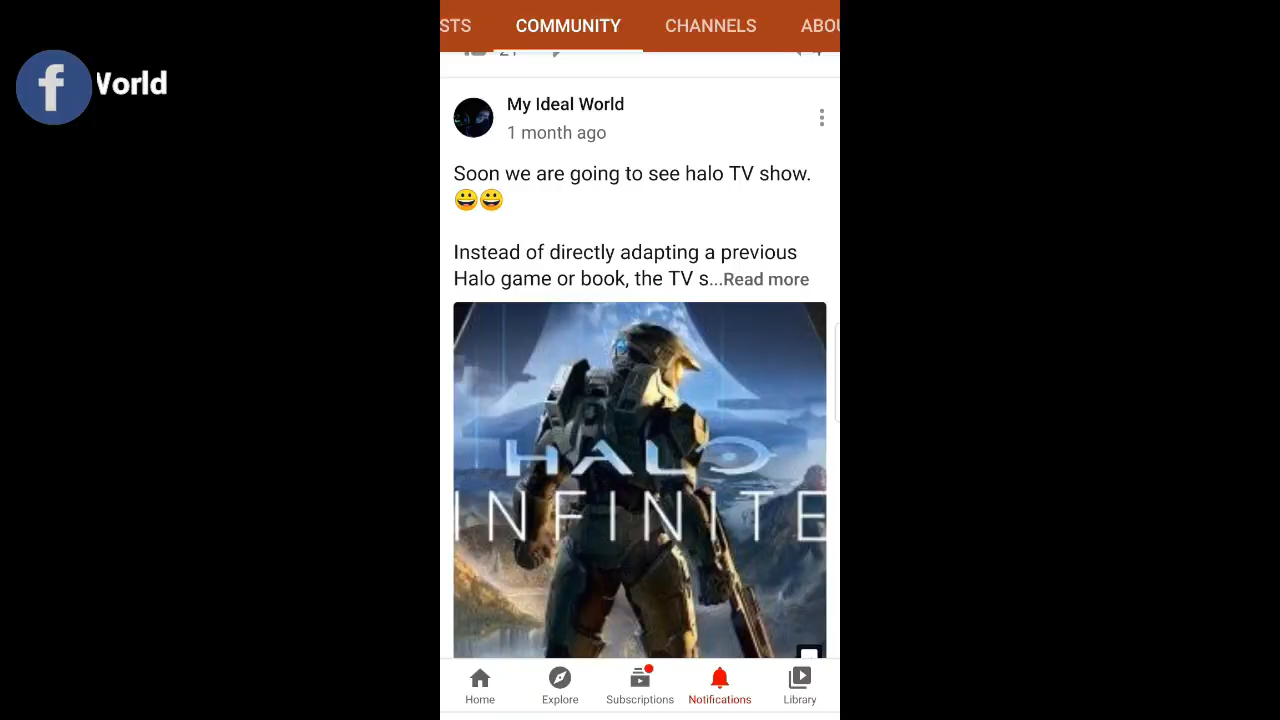 STS COMMUNITY CHANNELS ABOU
World
My Ideal World
1 month ago
Soon we are going to see halo TV show.
😀😀
Instead of directly adapting a previous
Halo game or book, the TV s...Read more
HALO
INFINITE
Home Explore Subscriptions Notifications Library